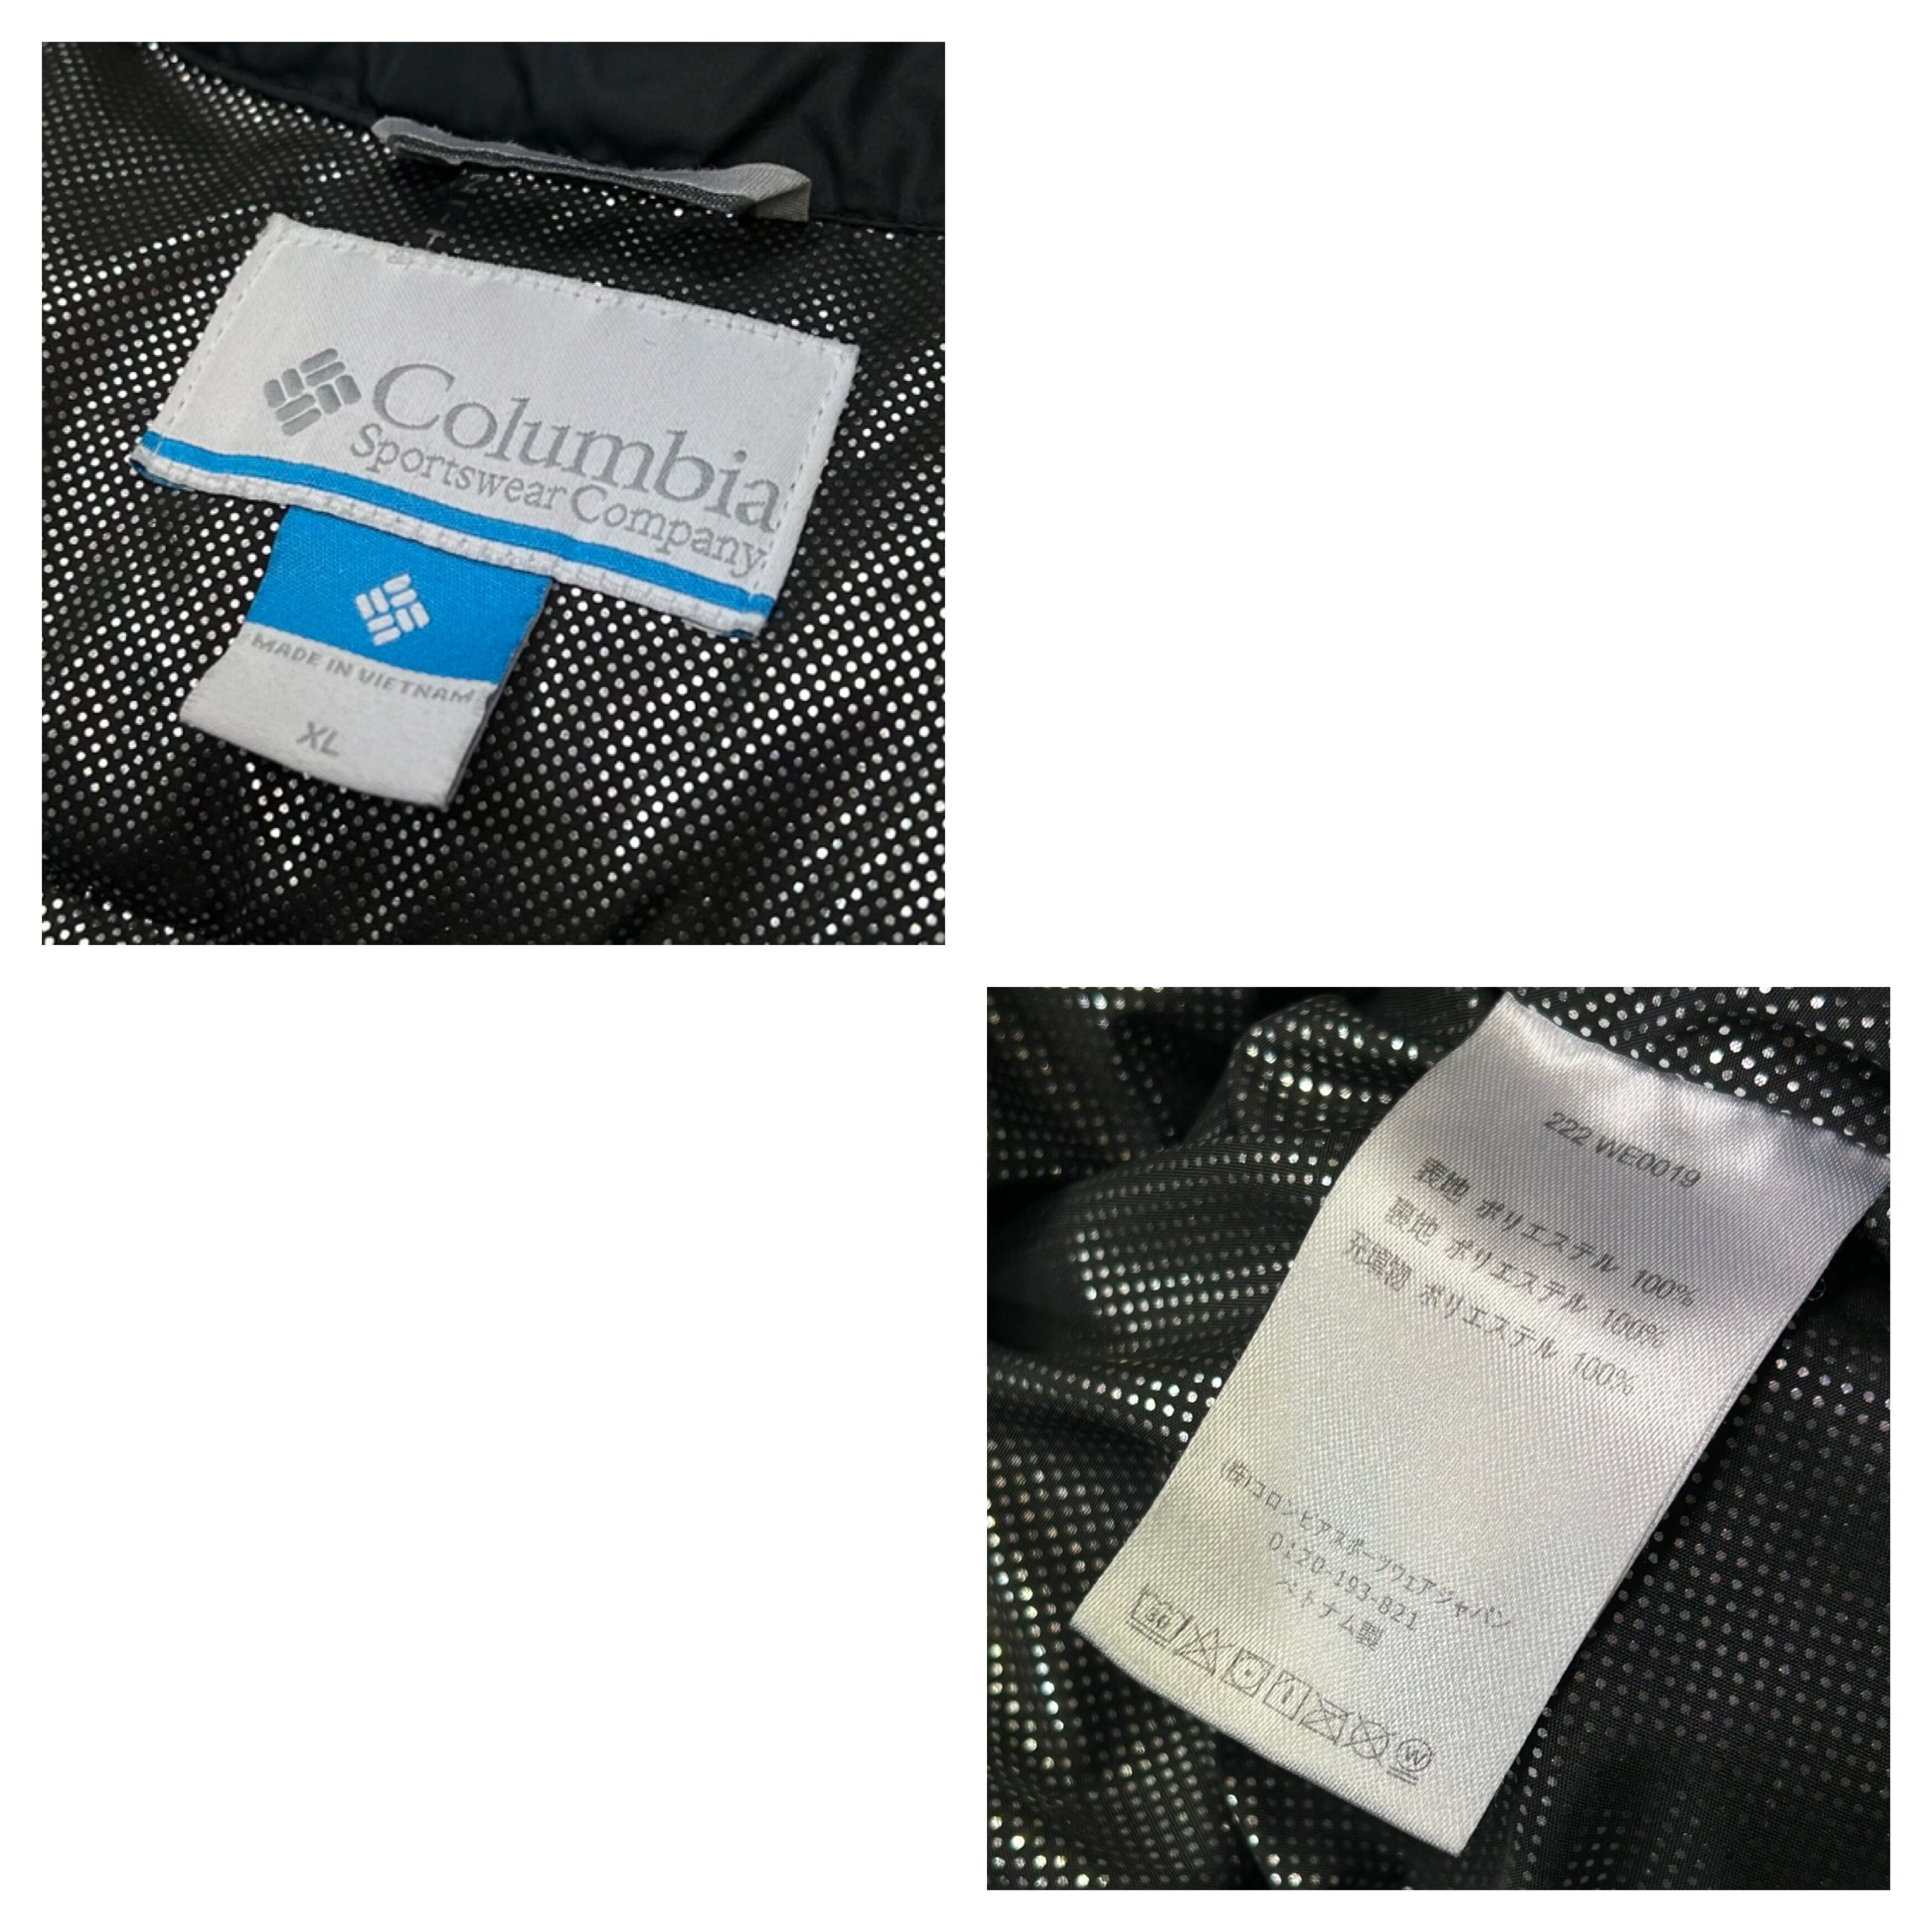 Columbia
Sportswear Company
MADE IN VIETNAM
XL
222 WE0019
表地 ポリエステル 100%
裏地 ポリエステル 100%
充填物 ポリエステル 100%
(株)コロンビアスポーツウェアジャパン
0120-193-821
ベトナム製
30
W